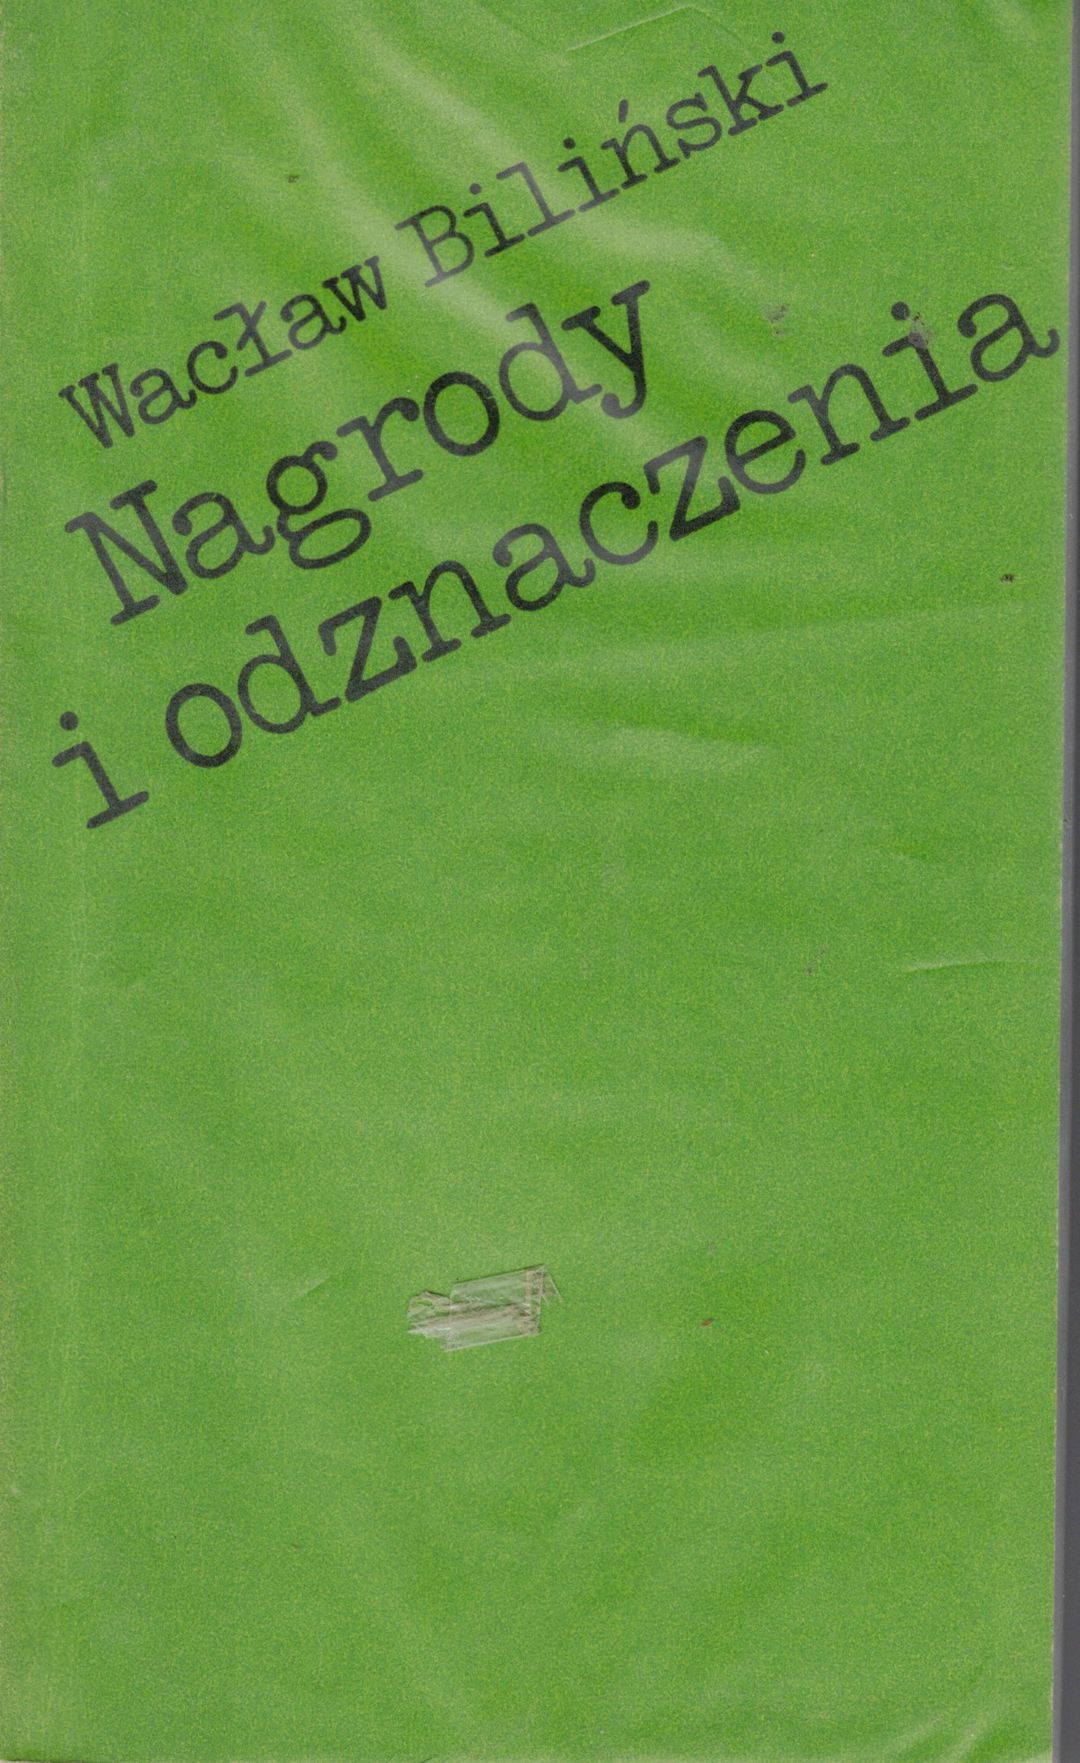 Wacław Biliński
Nagrody
i odznaczenia